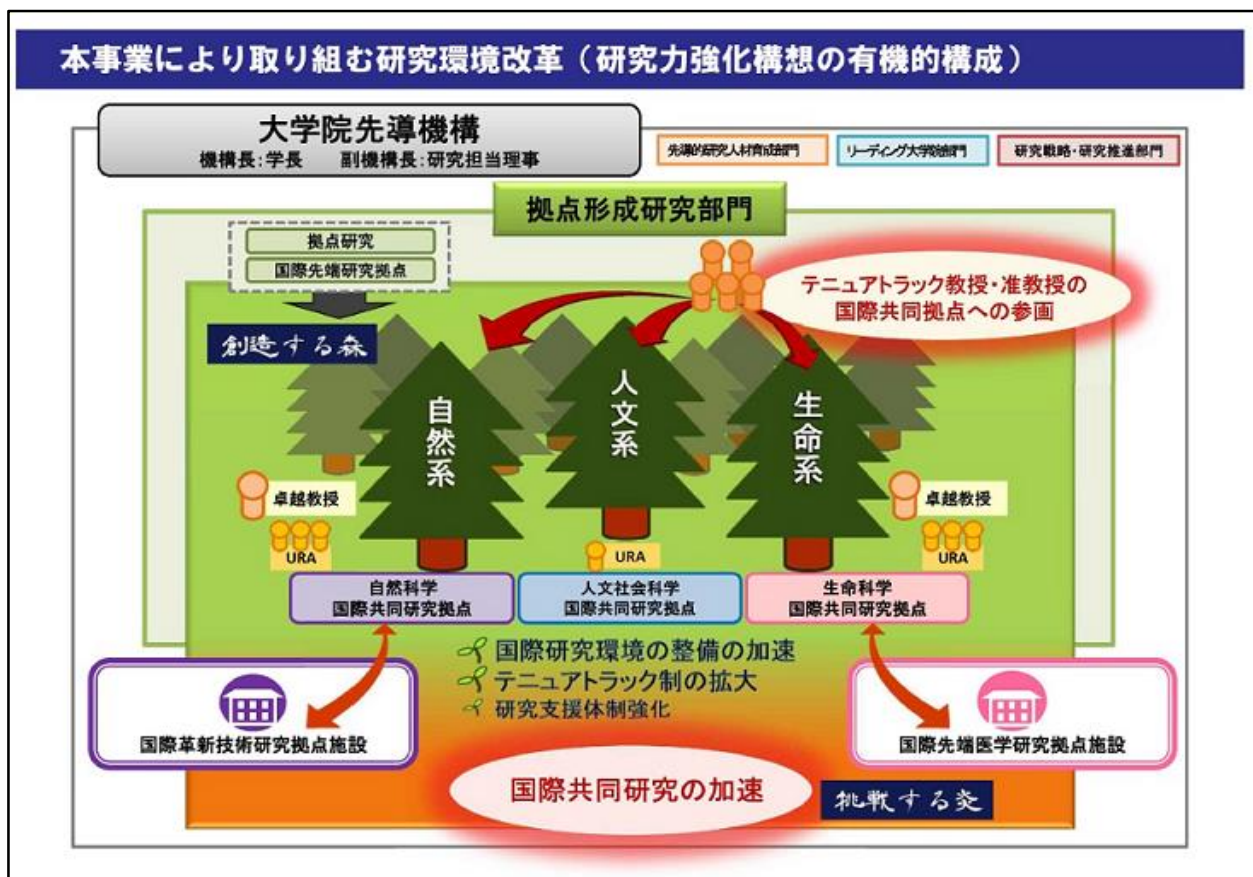 本事業により取り組む研究環境改革（研究力強化構想の有機的構成）
大学院先導機構
機構長:学長　副機構長:研究担当理事
先導的研究人材育成部門
リーディング大学院部門
研究戦略・研究推進部門
拠点形成研究部門
拠点研究
国際先端研究拠点
テニュアトラック教授・准教授の
国際共同拠点への参画
創造する森
自然系
人文系
生命系
卓越教授
URA
URA
卓越教授
URA
自然科学
国際共同研究拠点
人文社会科学
国際共同研究拠点
生命科学
国際共同研究拠点
国際研究環境の整備の加速
テニュアトラック制の拡大
研究支援体制強化
国際革新技術研究拠点施設
国際先端医学研究拠点施設
国際共同研究の加速
挑戦する炎